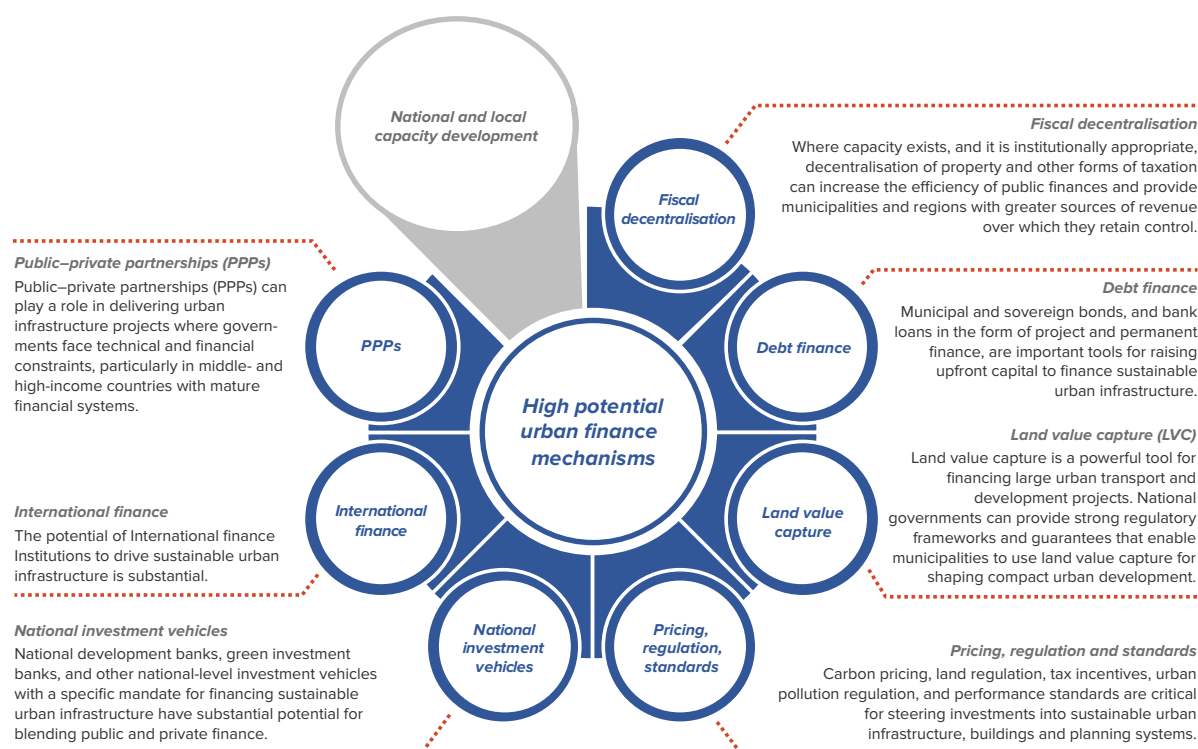 National and local
capacity development
Fiscal decentralisation
Where capacity exists, and it is institutionally appropriate,
decentralisation of property and other forms of taxation
can increase the efficiency of public finances and provide
municipalities and regions with greater sources of revenue
over which they retain control.
Fiscal
decentralisation
Public–private partnerships (PPPs)
Public–private partnerships (PPPs) can
play a role in delivering urban
infrastructure projects where govern-
ments face technical and financial
constraints, particularly in middle- and
high-income countries with mature
financial systems.
PPPs
Debt finance
Debt finance
Municipal and sovereign bonds, and bank
loans in the form of project and permanent
finance, are important tools for raising
upfront capital to finance sustainable
urban infrastructure.
High potential
urban finance
mechanisms
Land value capture (LVC)
Land value capture is a powerful tool for
financing large urban transport and
development projects. National
governments can provide strong regulatory
frameworks and guarantees that enable
municipalities to use land value capture for
shaping compact urban development.
Land value
capture
International
finance
International finance
The potential of International finance
Institutions to drive sustainable urban
infrastructure is substantial.
National investment vehicles
National development banks, green investment
banks, and other national-level investment vehicles
with a specific mandate for financing sustainable
urban infrastructure have substantial potential for
blending public and private finance.
National
investment
vehicles
Pricing,
regulation,
standards
Pricing, regulation and standards
Carbon pricing, land regulation, tax incentives, urban
pollution regulation, and performance standards are critical
for steering investments into sustainable urban
infrastructure, buildings and planning systems.